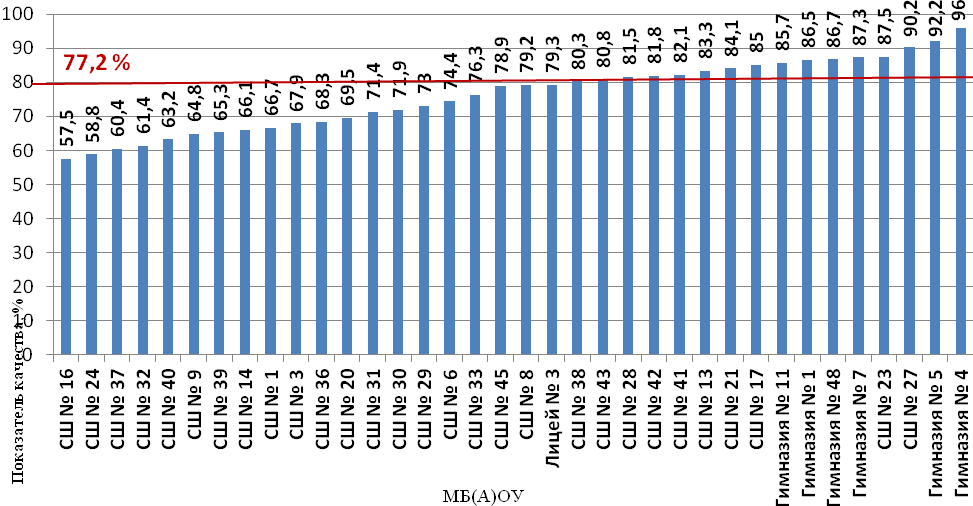 100
90
80
70
60
50
40
30
20
10
0
Показатель качества, %
77,2 %
57,5
58,8
60,4
61,4
63,2
64,8
65,3
66,1
66,7
67,9
68,3
69,5
71,4
71,9
73
74,4
76,3
78,9
79,2
79,3
80,3
80,8
81,5
81,8
82,1
83,3
84,1
85
85,7
86,5
86,7
87,3
87,5
90,2
92,2
96
СШ № 16
СШ № 24
СШ № 37
СШ № 32
СШ № 40
СШ № 9
СШ № 39
СШ № 14
СШ № 1
СШ № 3
СШ № 36
СШ № 20
СШ № 31
СШ № 30
СШ № 29
СШ № 6
СШ № 33
СШ № 45
СШ № 8
Лицей № 3
СШ № 38
СШ № 43
СШ № 28
СШ № 42
СШ № 41
СШ № 13
СШ № 21
СШ № 17
Гимназия № 11
Гимназия № 1
Гимназия № 48
Гимназия № 7
СШ № 23
СШ № 27
Гимназия № 5
Гимназия № 4
МБ(А)ОУ